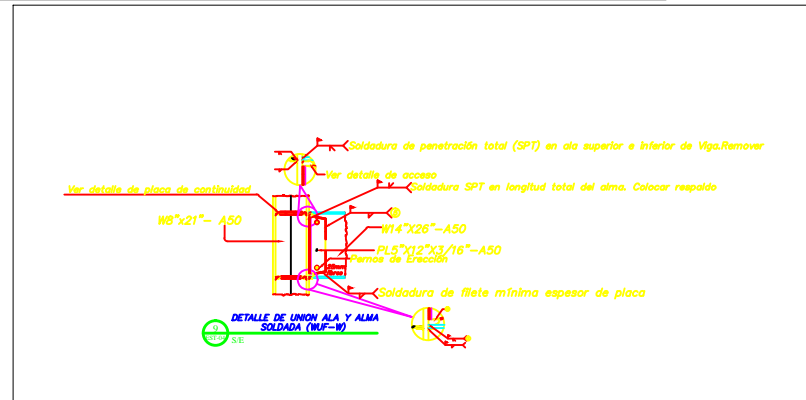 Soldadura de penetración total (SPT) en ala superior e inferior de Viga.Remover
Ver detalle de acceso
Ver detalle de placa de continuidad
Soldadura SPT en longitud total del alma. Colocar respaldo
W8"x21"- A50
W14"X26"-A50
PL5"X12"X3/16"-A50
Pernos de Erección
Soldadura de filete mínima espesor de placa
DETALLE DE UNION ALA Y ALMA
SOLDADA (WUF-W)
9
S/E